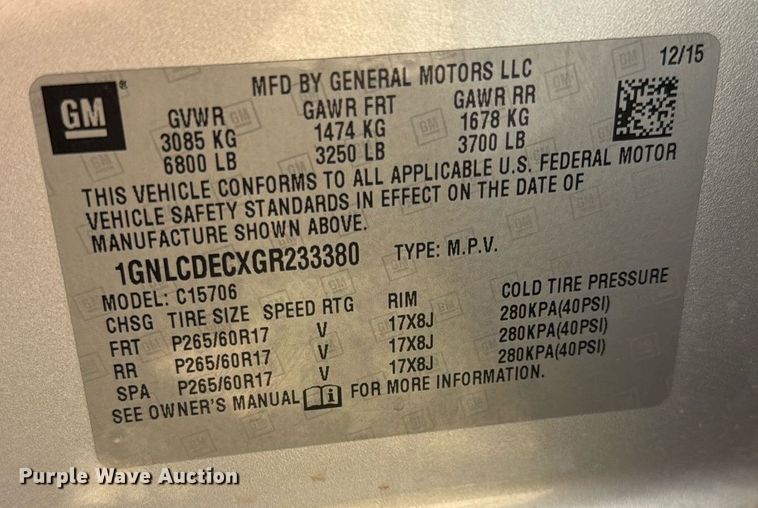 GM
MFD BY GENERAL MOTORS LLC 12/15
GVWR GAWR FRT GAWR RR
3085 KG 1474 KG 1678 KG
6800 LB 3250 LB 3700 LB
THIS VEHICLE CONFORMS TO ALL APPLICABLE U.S. FEDERAL MOTOR
VEHICLE SAFETY STANDARDS IN EFFECT ON THE DATE OF
MANUFACTURE SHOWN ABOVE.
1GNLCDECXGR233380 TYPE: M.P.V.
MODEL: C15706
CHSG TIRE SIZE SPEED RTG RIM COLD TIRE PRESSURE
FRT P265/60R17 V 17X8J 280KPA(40PSI)
RR P265/60R17 V 17X8J 280KPA(40PSI)
SPA P265/60R17 V 17X8J 280KPA(40PSI)
SEE OWNER'S MANUAL FOR MORE INFORMATION.
Purple Wave Auction